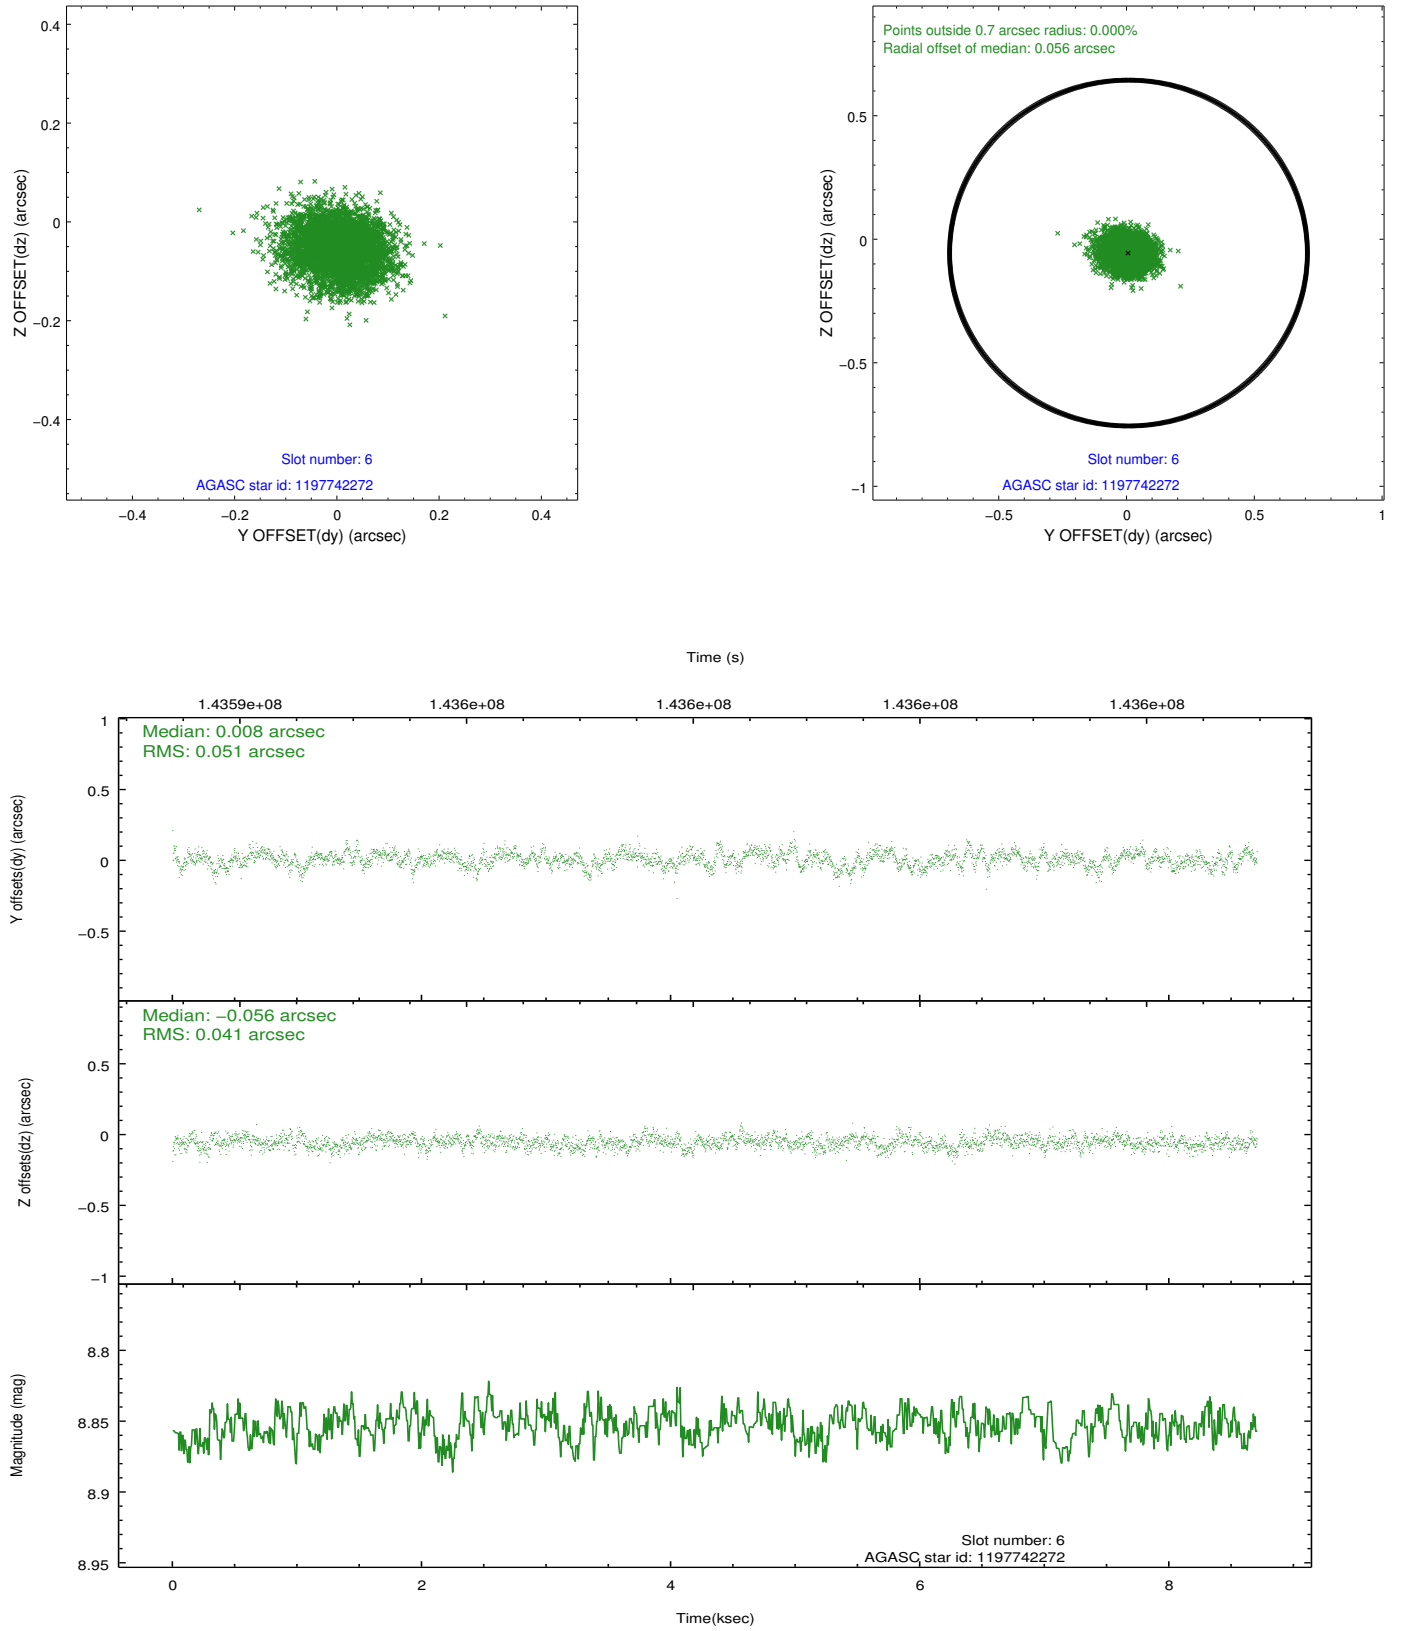 0.4
0.2
0
−0.2
−0.4
Z OFFSET(dz) (arcsec)
Slot number: 6
AGASC star id: 1197742272
−0.4 −0.2 0 0.2 0.4
Y OFFSET(dy) (arcsec)
Points outside 0.7 arcsec radius: 0.000%
Radial offset of median: 0.056 arcsec
0.5
0
−0.5
−1
Z OFFSET(dz) (arcsec)
Slot number: 6
AGASC star id: 1197742272
−0.5 0 0.5 1
Y OFFSET(dy) (arcsec)
Time (s)
1.4359e+08 1.436e+08 1.436e+08 1.436e+08 1.436e+08
Median: 0.008 arcsec
RMS: 0.051 arcsec
1
0.5
0
−0.5
Y offsets(dy) (arcsec)
Median: −0.056 arcsec
RMS: 0.041 arcsec
0.5
0
−0.5
−1
Z offsets(dz) (arcsec)
8.8
8.85
8.9
8.95
Magnitude (mag)
Slot number: 6
AGASC star id: 1197742272
0 2 4 6 8
Time(ksec)